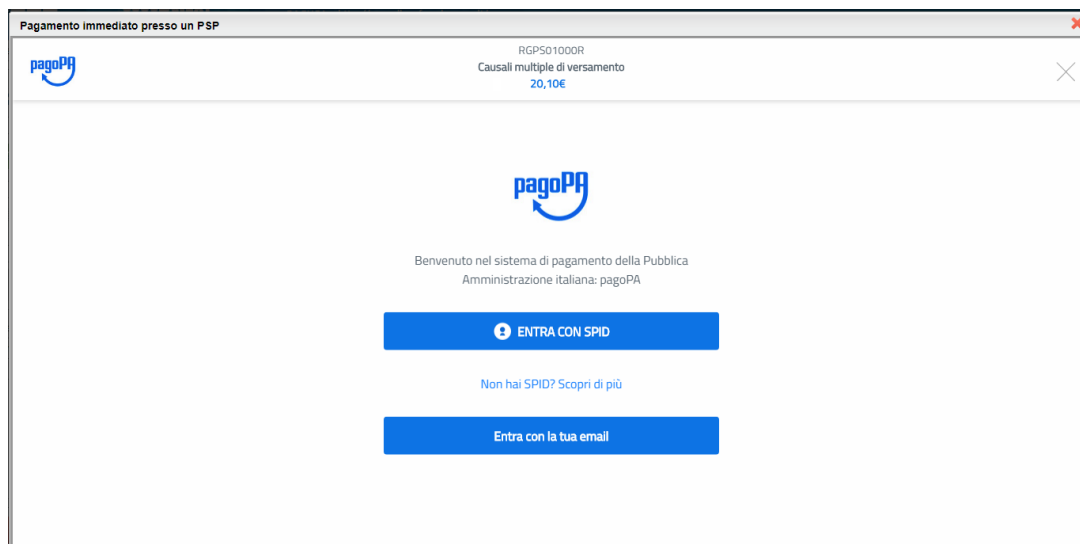 Pagamento immediato presso un PSP
pagoPA
RGPS01000R
Causali multiple di versamento
20,10€
pagoPA
Benvenuto nel sistema di pagamento della Pubblica
Amministrazione italiana: pagoPA
ENTRA CON SPID
Non hai SPID? Scopri di più
Entra con la tua email